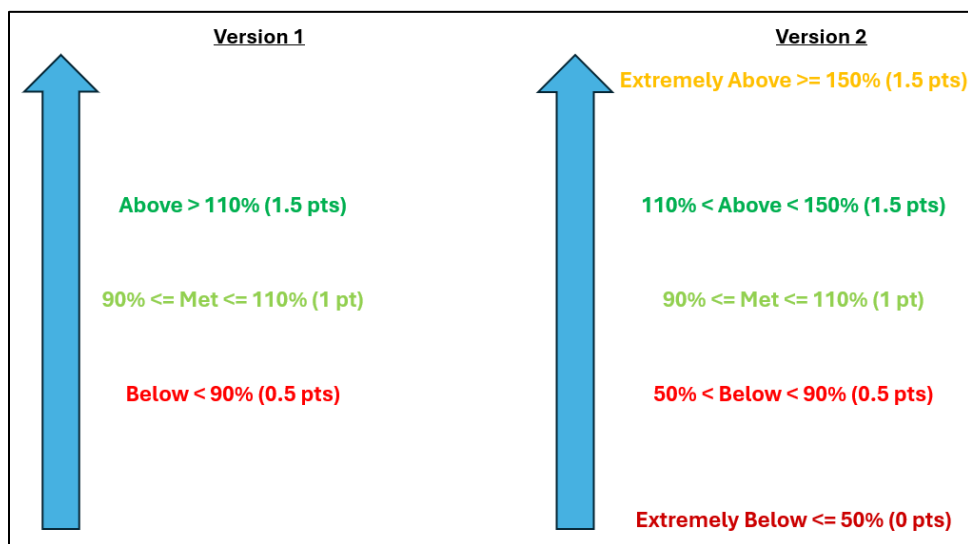 Version 1
Above > 110% (1.5 pts)
90% <= Met <= 110% (1 pt)
Below < 90% (0.5 pts)
Version 2
Extremely Above >= 150% (1.5 pts)
110% < Above < 150% (1.5 pts)
90% <= Met <= 110% (1 pt)
50% < Below < 90% (0.5 pts)
Extremely Below <= 50% (0 pts)